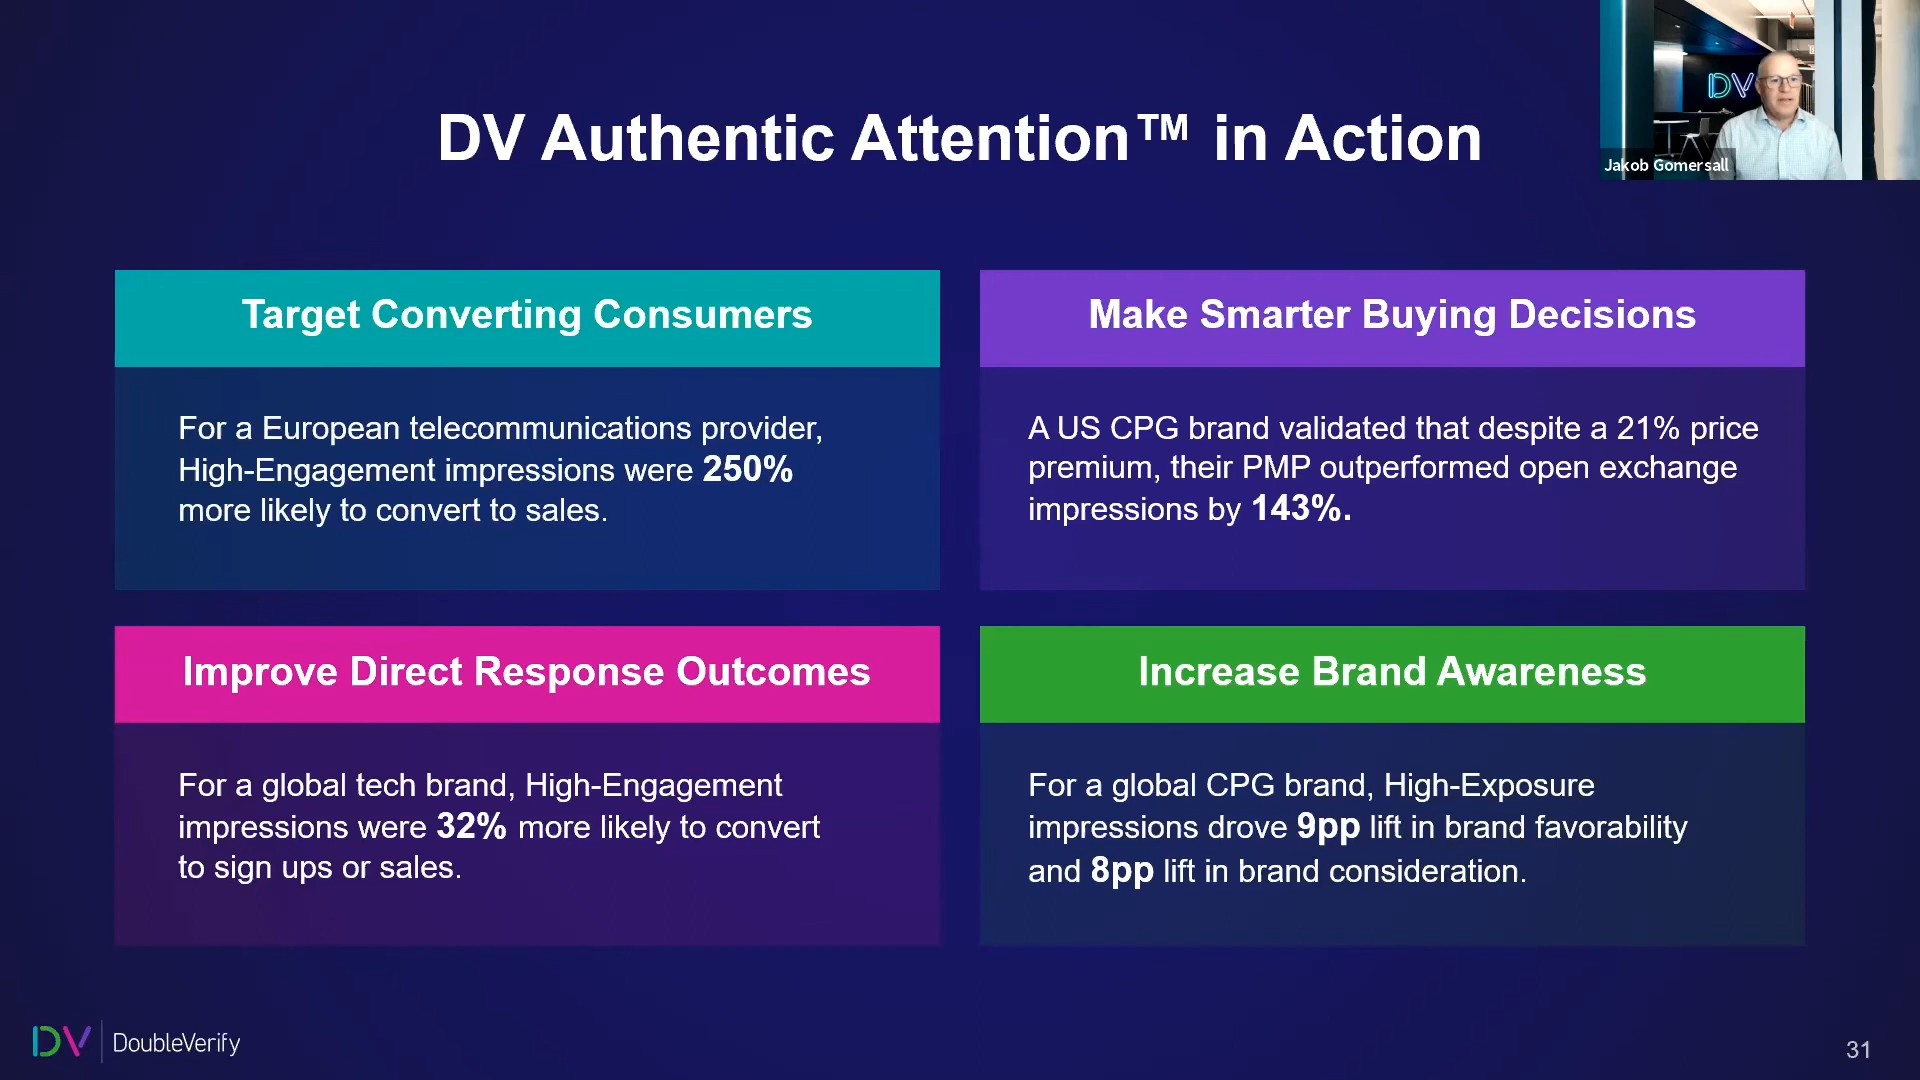 DV Authentic Attention™ in Action
DV
Jakob Gomersall
Target Converting Consumers
For a European telecommunications provider,
High-Engagement impressions were 250%
more likely to convert to sales.
Make Smarter Buying Decisions
A US CPG brand validated that despite a 21% price
premium, their PMP outperformed open exchange
impressions by 143%.
Improve Direct Response Outcomes
For a global tech brand, High-Engagement
impressions were 32% more likely to convert
to sign ups or sales.
Increase Brand Awareness
For a global CPG brand, High-Exposure
impressions drove 9pp lift in brand favorability
and 8pp lift in brand consideration.
DV DoubleVerify
31